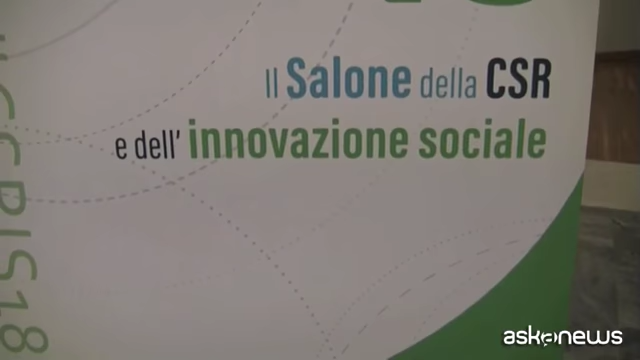 Il Salone della CSR
e dell' innovazione sociale
askanews